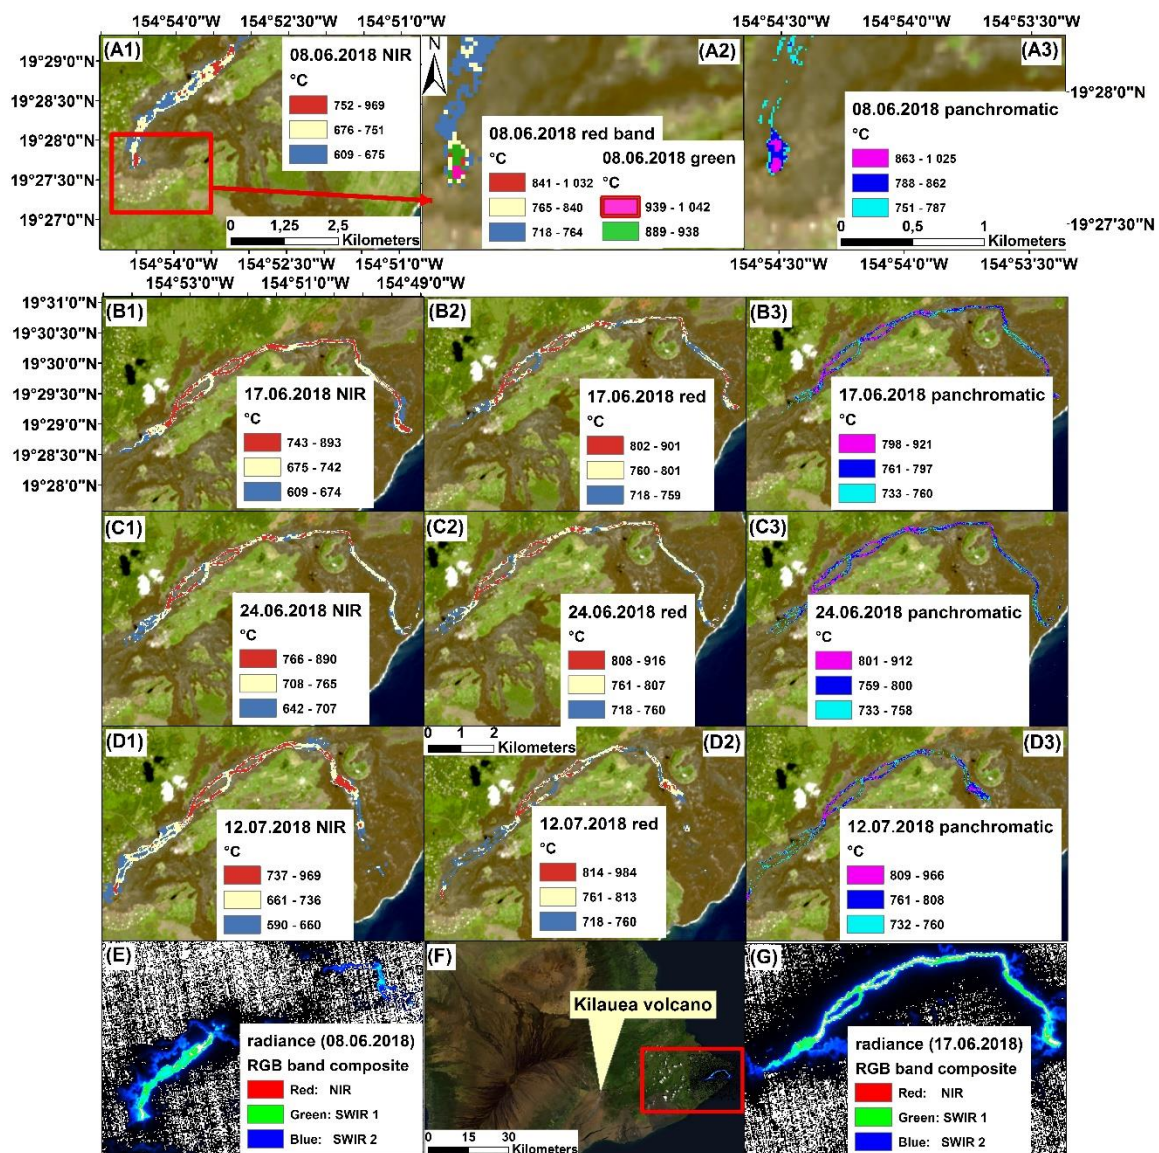 154°54'0"W 154°52'30"W 154°51'0"W 154°54'30"W 154°54'0"W 154°53'30"W
19°29'0"N
19°28'30"N
19°28'0"N
19°27'30"N
19°27'0"N
(A1)
08.06.2018 NIR
°C
752 - 969
676 - 751
609 - 675
0 1,25 2,5
Kilometers
N
(A2)
08.06.2018 red band
°C
841 - 1 032
765 - 840
718 - 764
08.06.2018 green
°C
939 - 1 042
889 - 938
(A3)
08.06.2018 panchromatic
°C
863 - 1 025
788 - 862
751 - 787
0 0,5 1
Kilometers
19°28'0"N
19°27'30"N
154°54'0"W 154°52'30"W 154°51'0"W 154°54'30"W 154°54'0"W 154°53'30"W
154°53'0"W 154°51'0"W 154°49'0"W
19°31'0"N
19°30'30"N
19°30'0"N
19°29'30"N
19°29'0"N
19°28'30"N
19°28'0"N
(B1)
17.06.2018 NIR
°C
743 - 893
675 - 742
609 - 674
(B2)
17.06.2018 red
°C
802 - 901
760 - 801
718 - 759
(B3)
17.06.2018 panchromatic
°C
798 - 921
761 - 797
733 - 760
(C1)
24.06.2018 NIR
°C
766 - 890
708 - 765
642 - 707
(C2)
24.06.2018 red
°C
808 - 916
761 - 807
718 - 760
(C3)
24.06.2018 panchromatic
°C
801 - 912
759 - 800
733 - 758
(D1)
12.07.2018 NIR
°C
737 - 969
661 - 736
590 - 660
0 1 2
Kilometers
(D2)
12.07.2018 red
°C
814 - 984
761 - 813
718 - 760
(D3)
12.07.2018 panchromatic
°C
809 - 966
761 - 808
732 - 760
(E)
radiance (08.06.2018)
RGB band composite
Red: NIR
Green: SWIR 1
Blue: SWIR 2
(F)
Kilauea volcano
0 15 30
Kilometers
(G)
radiance (17.06.2018)
RGB band composite
Red: NIR
Green: SWIR 1
Blue: SWIR 2